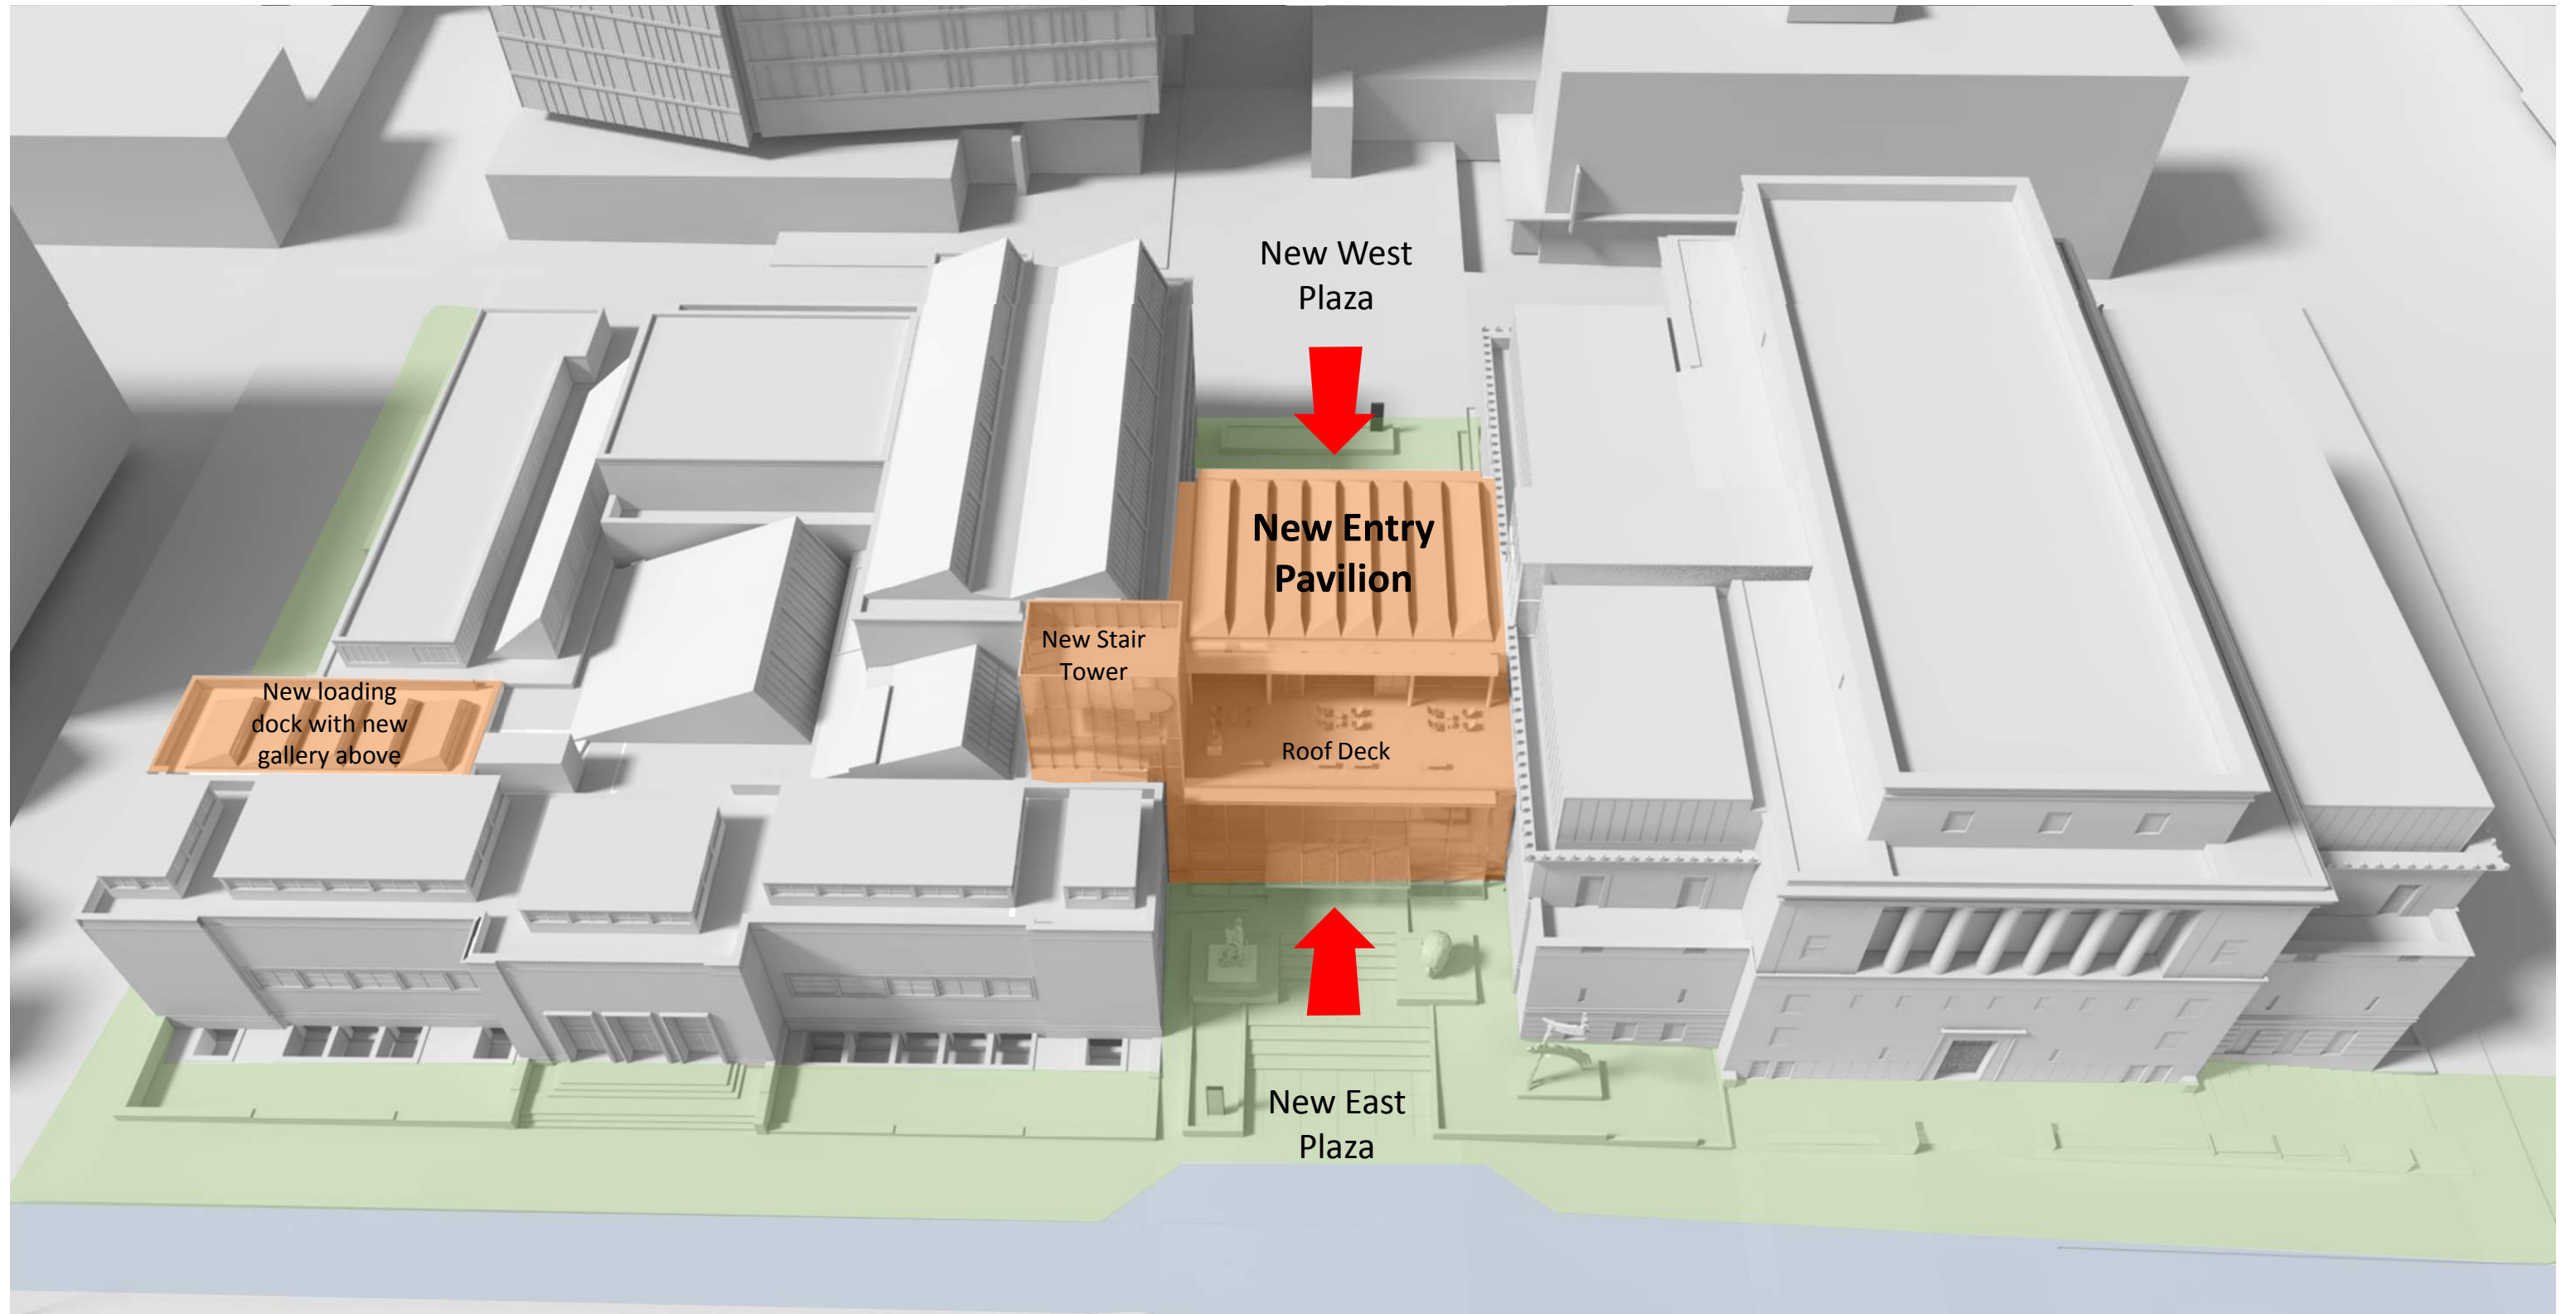 New West
Plaza
New Entry
Pavilion
New Stair
Tower
New loading
dock with new
gallery above
Roof Deck
New East
Plaza